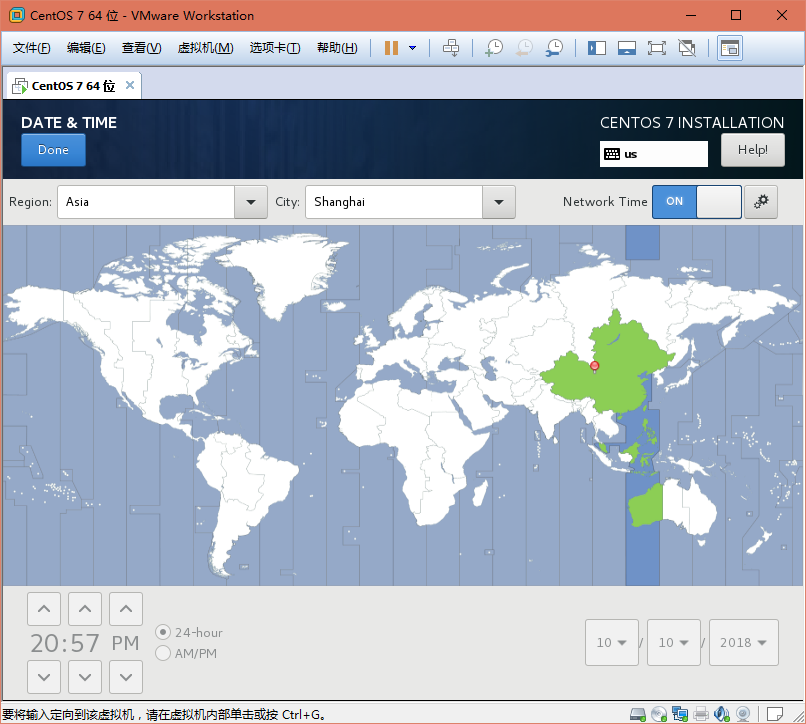 CentOS 7 64 位 - VMware Workstation
文件(F) 编辑(E) 查看(V) 虚拟机(M) 选项卡(T) 帮助(H)
CentOS 7 64 位
DATE & TIME
CENTOS 7 INSTALLATION
Done
us
Help!
Region: Asia City: Shanghai Network Time ON
20:57 PM
24-hour
AM/PM
10 / 10 / 2018
要将输入定向到该虚拟机，请在虚拟机内部单击或按 Ctrl+G。